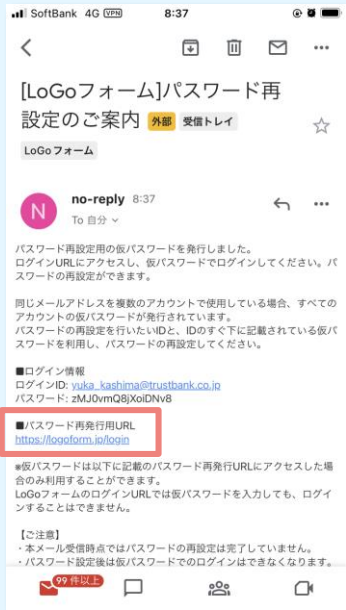 SoftBank 4G VPN 8:37
[LoGoフォーム]パスワード再
設定のご案内 外部 受信トレイ
LoGo フォーム
N
no-reply 8:37
To 自分
パスワード再設定用の仮パスワードを発行しました。
ログインURLにアクセスし、仮パスワードでログインしてください。パ
スワードの再設定ができます。
同じメールアドレスを複数のアカウントで使用している場合、すべての
アカウントの仮パスワードが発行されています。
パスワードの再設定を行いたいIDと、IDのすぐ下に記載されている仮パ
スワードを利用し、パスワードの再設定してください。
■ログイン情報
ログインID: yuka_kashima@trustbank.co.jp
パスワード: zMJ0vmQ8jXoiDNv8
■パスワード再発行用URL
https://logoform.jp/login
※仮パスワードは以下に記載のパスワード再発行URLにアクセスした場
合のみ利用することができます。
LoGoフォームのログインURLでは仮パスワードを入力しても、ログイ
ンすることはできません。
【ご注意】
・本メール受信時点ではパスワードの再設定は完了していません。
・パスワード設定後は仮パスワードでのログインはできなくなります。
99 件以上